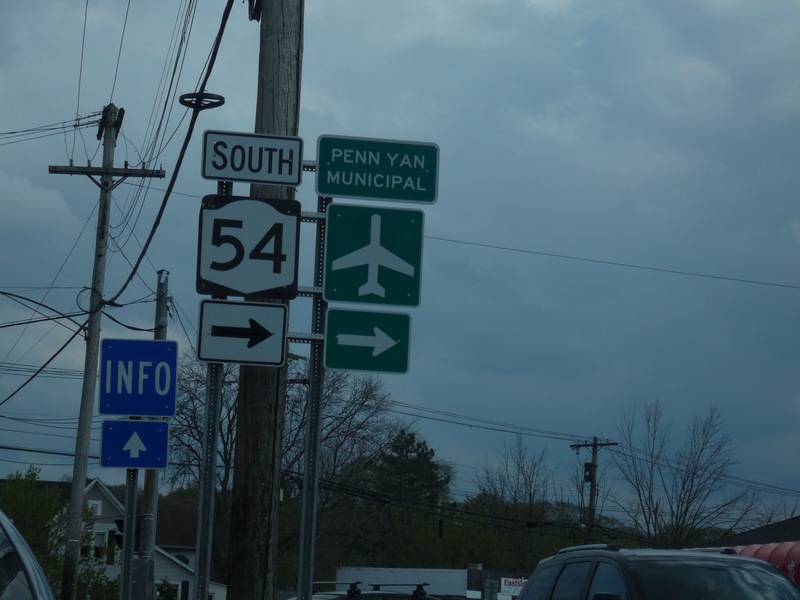 SOUTH
54
PENN YAN
MUNICIPAL
INFO